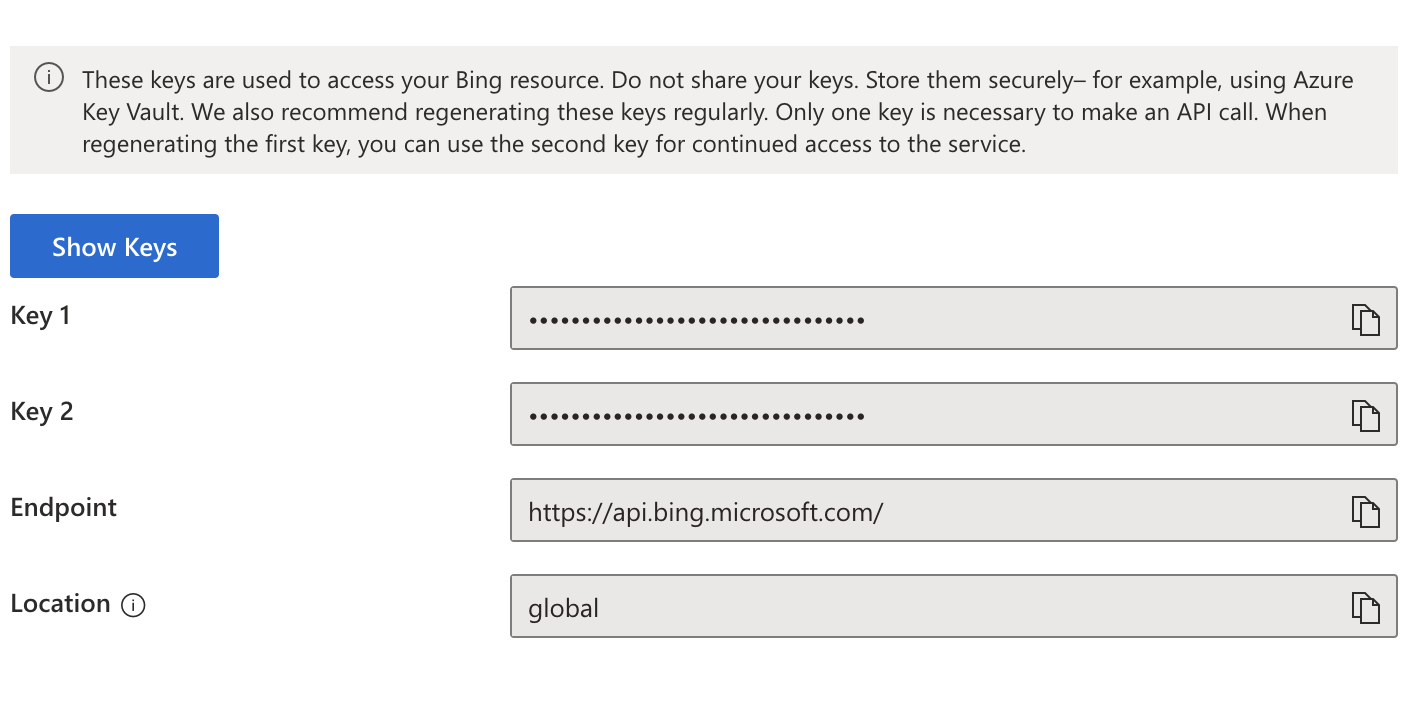 These keys are used to access your Bing resource. Do not share your keys. Store them securely– for example, using Azure
Key Vault. We also recommend regenerating these keys regularly. Only one key is necessary to make an API call. When
regenerating the first key, you can use the second key for continued access to the service.
Show Keys
Key 1
••••••••••••••••••••••••••••••••
Key 2
••••••••••••••••••••••••••••••••
Endpoint
https://api.bing.microsoft.com/
Location
global